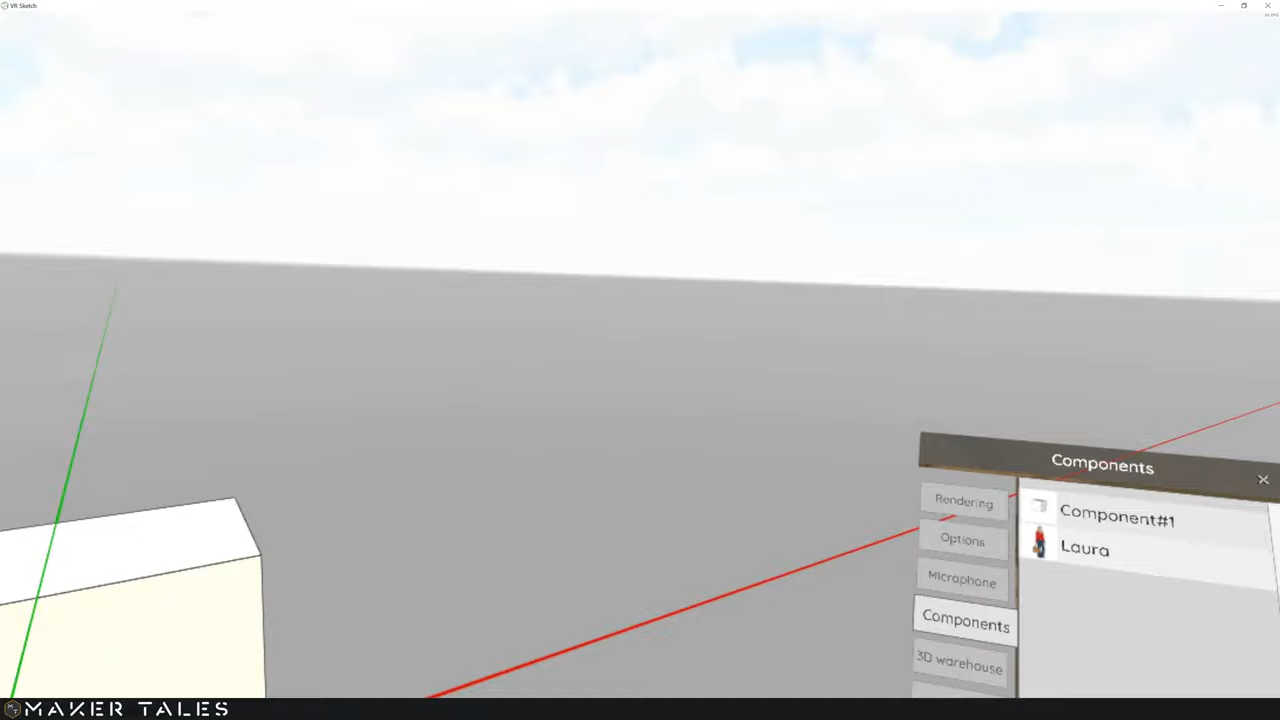 VR Sketch
Components
Rendering
Options
Microphone
Components
3D warehouse
Component#1
Laura
MAKER TALES